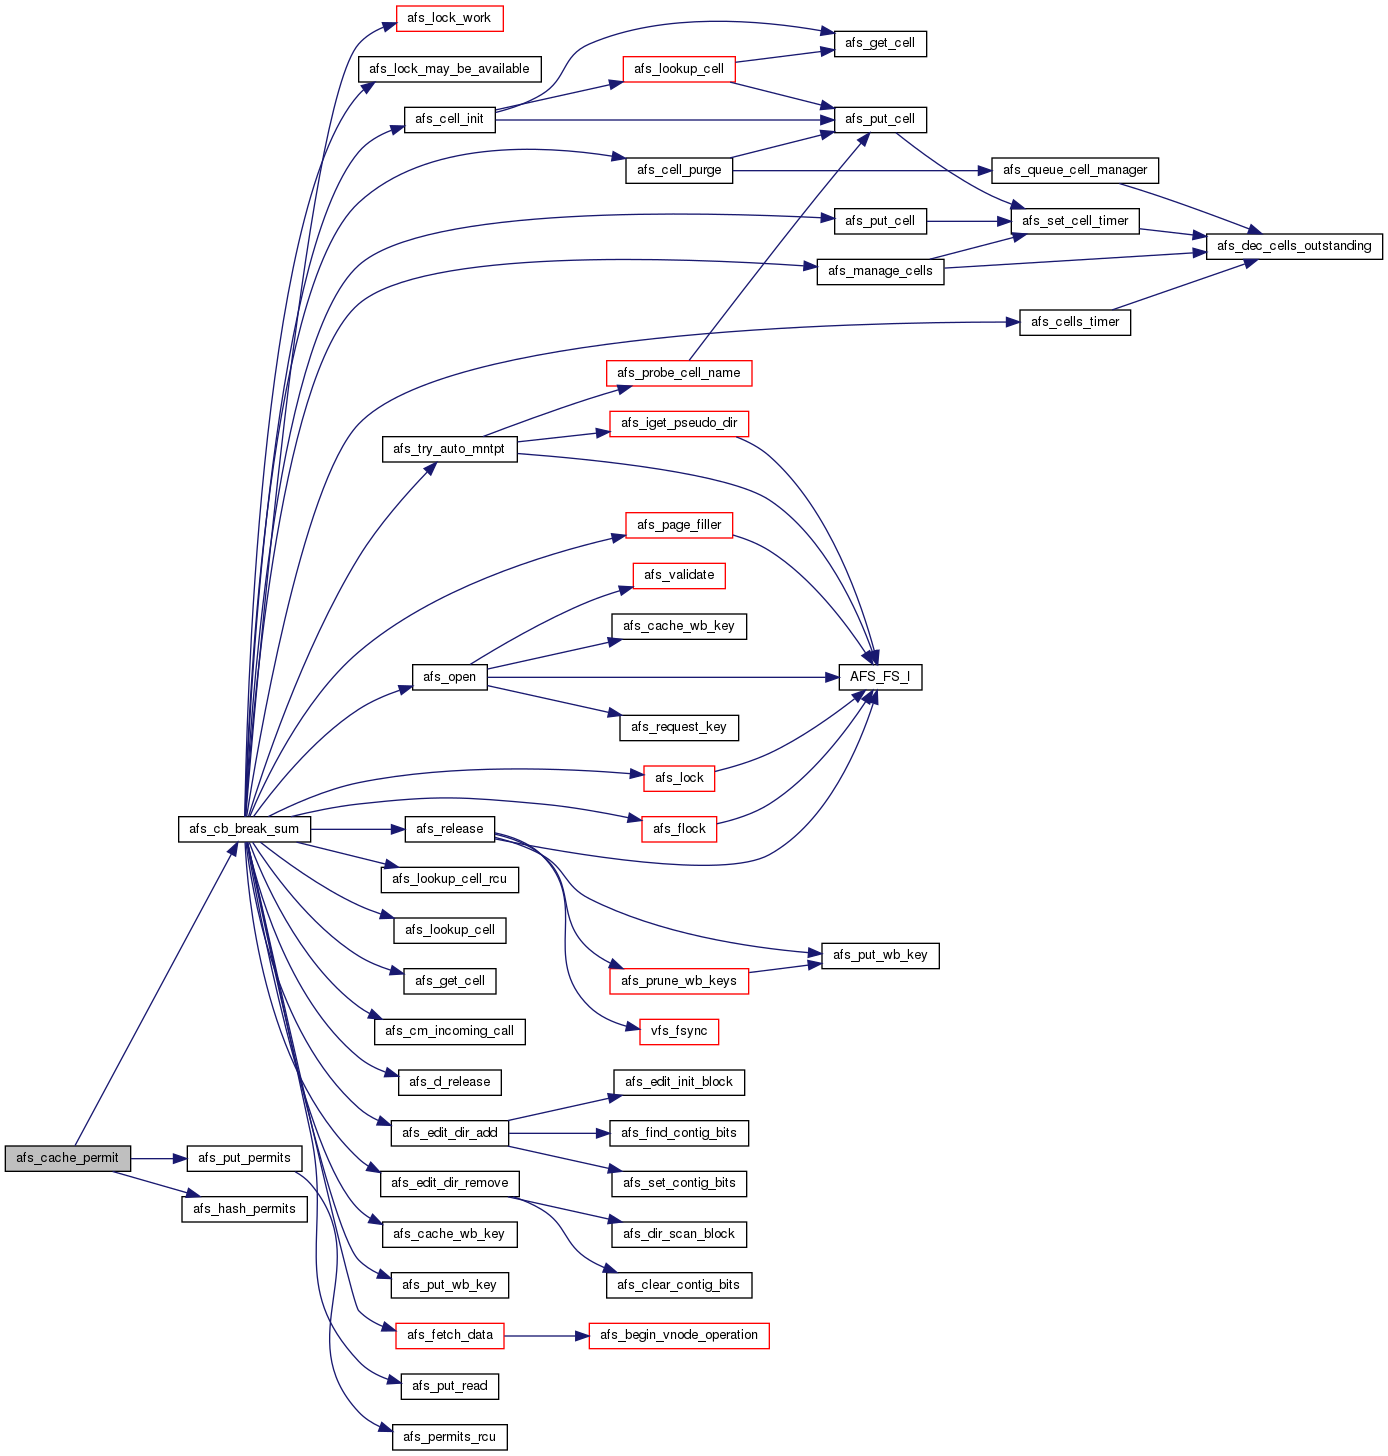 afs_lock_work
afs_get_cell
afs_lock_may_be_available
afs_lookup_cell
afs_cell_init
afs_put_cell
afs_cell_purge
afs_queue_cell_manager
afs_put_cell
afs_set_cell_timer
afs_dec_cells_outstanding
afs_manage_cells
afs_cells_timer
afs_probe_cell_name
afs_iget_pseudo_dir
afs_try_auto_mntpt
afs_page_filler
afs_validate
afs_cache_wb_key
afs_open
AFS_FS_I
afs_request_key
afs_lock
afs_cb_break_sum
afs_release
afs_flock
afs_lookup_cell_rcu
afs_lookup_cell
afs_put_wb_key
afs_get_cell
afs_prune_wb_keys
afs_cm_incoming_call
vfs_fsync
afs_d_release
afs_edit_init_block
afs_edit_dir_add
afs_find_contig_bits
afs_cache_permit
afs_put_permits
afs_edit_dir_remove
afs_set_contig_bits
afs_hash_permits
afs_cache_wb_key
afs_dir_scan_block
afs_put_wb_key
afs_clear_contig_bits
afs_fetch_data
afs_begin_vnode_operation
afs_put_read
afs_permits_rcu